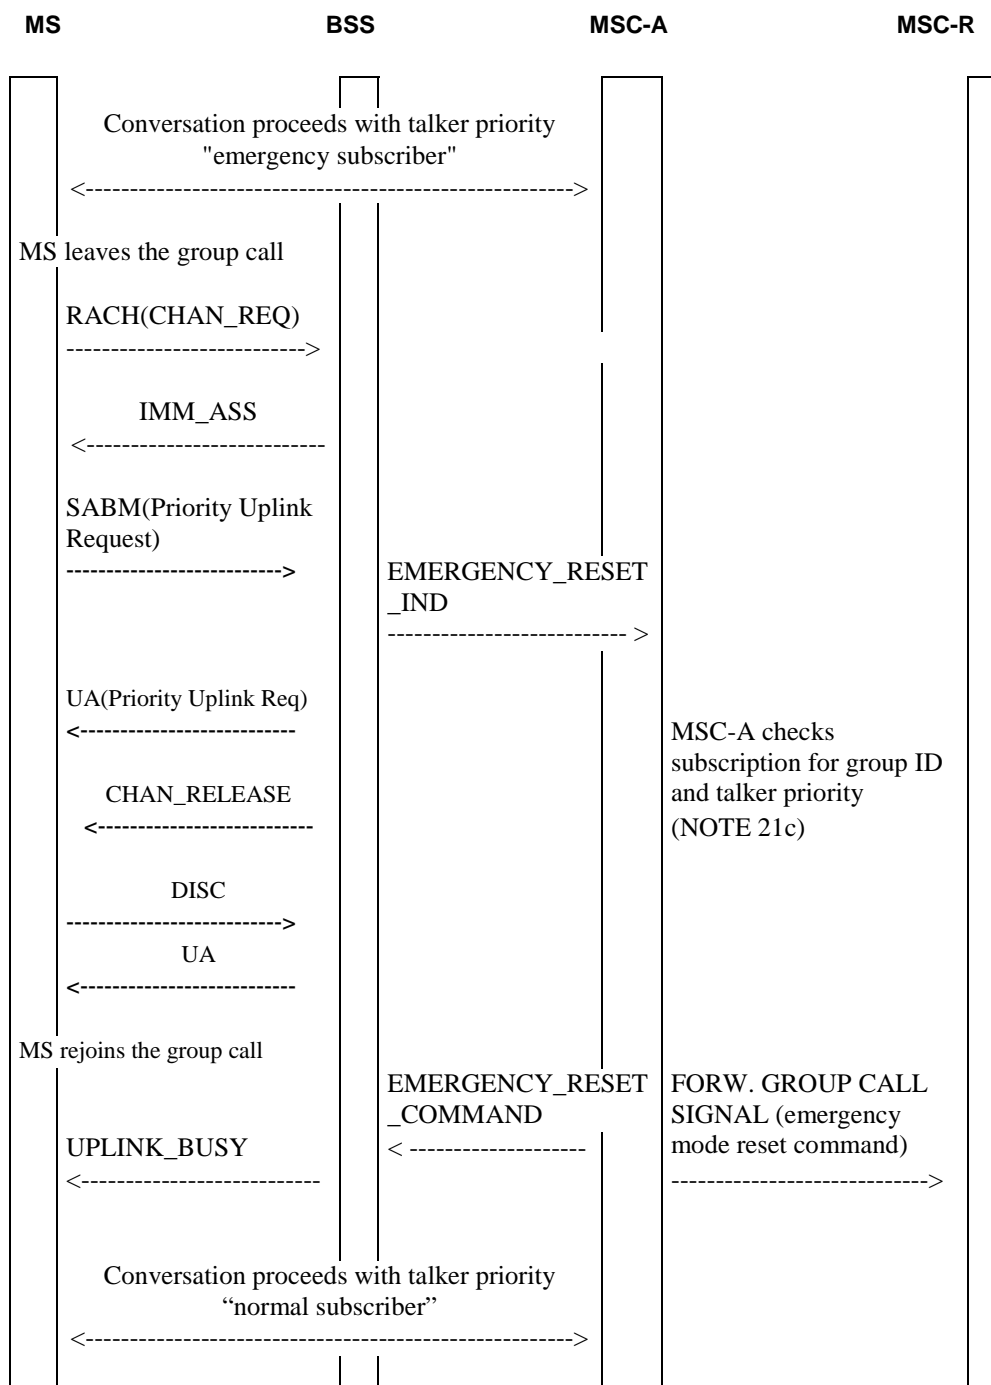 MS BSS MSC-A MSC-R
Conversation proceeds with talker priority
"emergency subscriber"
<------------------------------------------------------->
MS leaves the group call
RACH(CHAN_REQ)
--------------------------->
IMM_ASS
<---------------------------
SABM(Priority Uplink
Request)
--------------------------->
EMERGENCY_RESET
_IND
--------------------------- >
UA(Priority Uplink Req)
<---------------------------
MSC-A checks
subscription for group ID
and talker priority
(NOTE 21c)
CHAN_RELEASE
<---------------------------
DISC
--------------------------->
UA
<---------------------------
MS rejoins the group call
EMERGENCY_RESET
_COMMAND
< --------------------
FORW. GROUP CALL
SIGNAL (emergency
mode reset command)
----------------------------->
UPLINK_BUSY
<---------------------------
Conversation proceeds with talker priority
“normal subscriber”
<------------------------------------------------------->